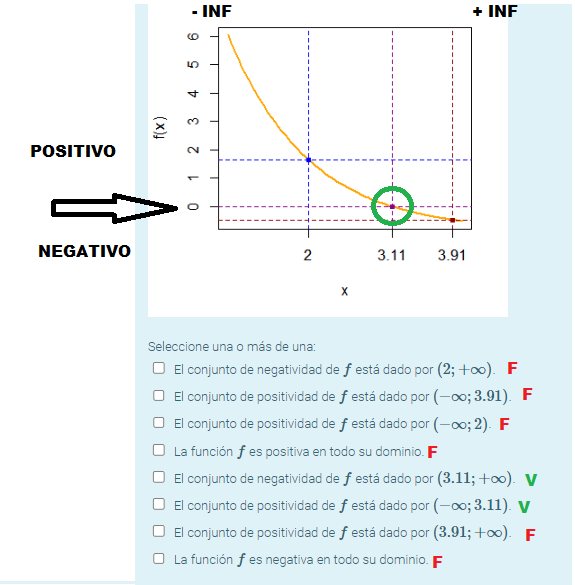 - INF + INF
6
5
4
POSITIVO
f(x)
3
2
1
0
NEGATIVO
2 3.11 3.91
x
Seleccione una o más de una:
El conjunto de negatividad de f está dado por (2; +∞). F
El conjunto de positividad de f está dado por (−∞; 3.91). F
El conjunto de positividad de f está dado por (−∞; 2). F
La función f es positiva en todo su dominio. F
El conjunto de negatividad de f está dado por (3.11; +∞). V
El conjunto de positividad de f está dado por (−∞; 3.11). V
El conjunto de positividad de f está dado por (3.91; +∞). F
La función f es negativa en todo su dominio. F